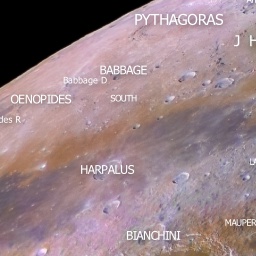 PYTHAGORAS
J H
BABBAGE
Babbage D
OENOPIDES
SOUTH
des R
HARPALUS
MAUPER
BIANCHINI